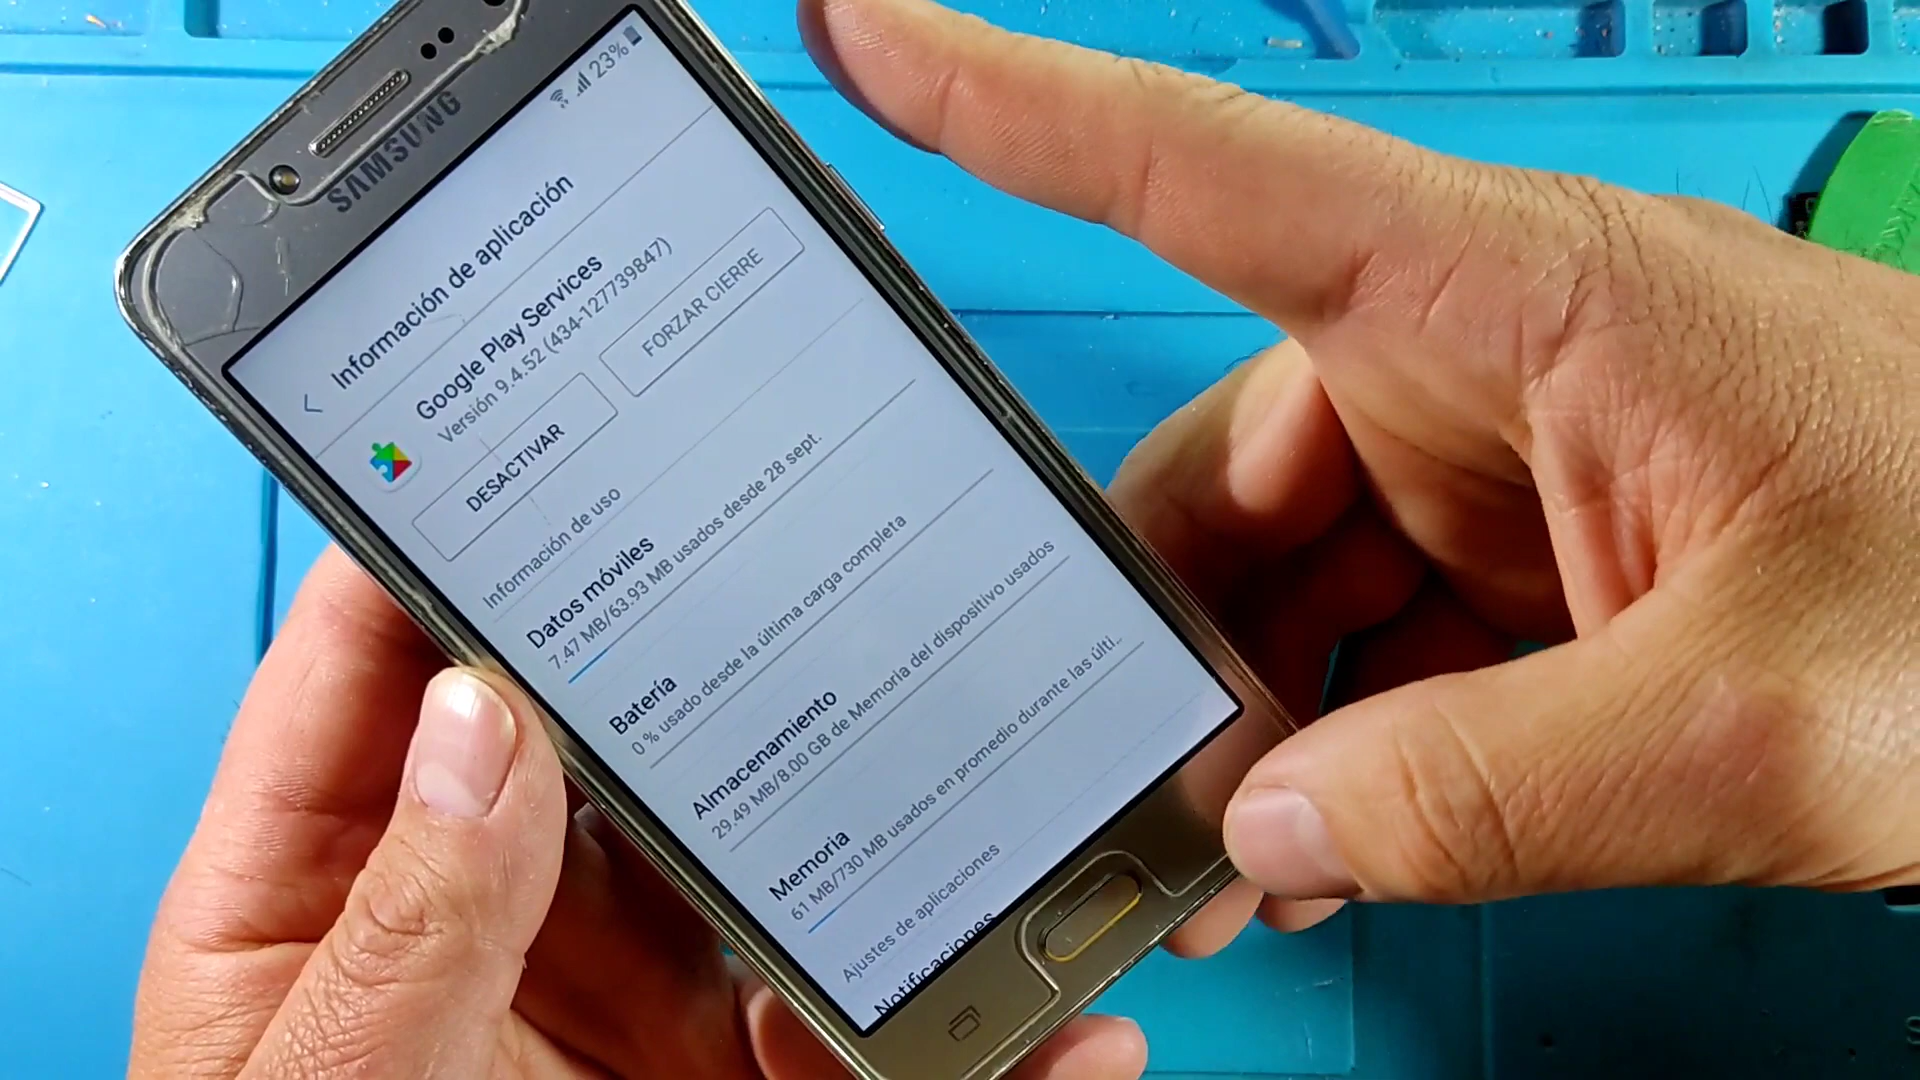 SAMSUNG
23%
Información de aplicación
Google Play Services
Versión 9.4.52 (434-127739847)
DESACTIVAR
FORZAR CIERRE
Información de uso
Datos móviles
7.47 MB/63.93 MB usados desde 28 sept.
Batería
0 % usado desde la última carga completa
Almacenamiento
29.49 MB/8.00 GB de Memoria del dispositivo usados
Memoria
61 MB/730 MB usados en promedio durante las últi..
Ajustes de aplicaciones
Notificaciones